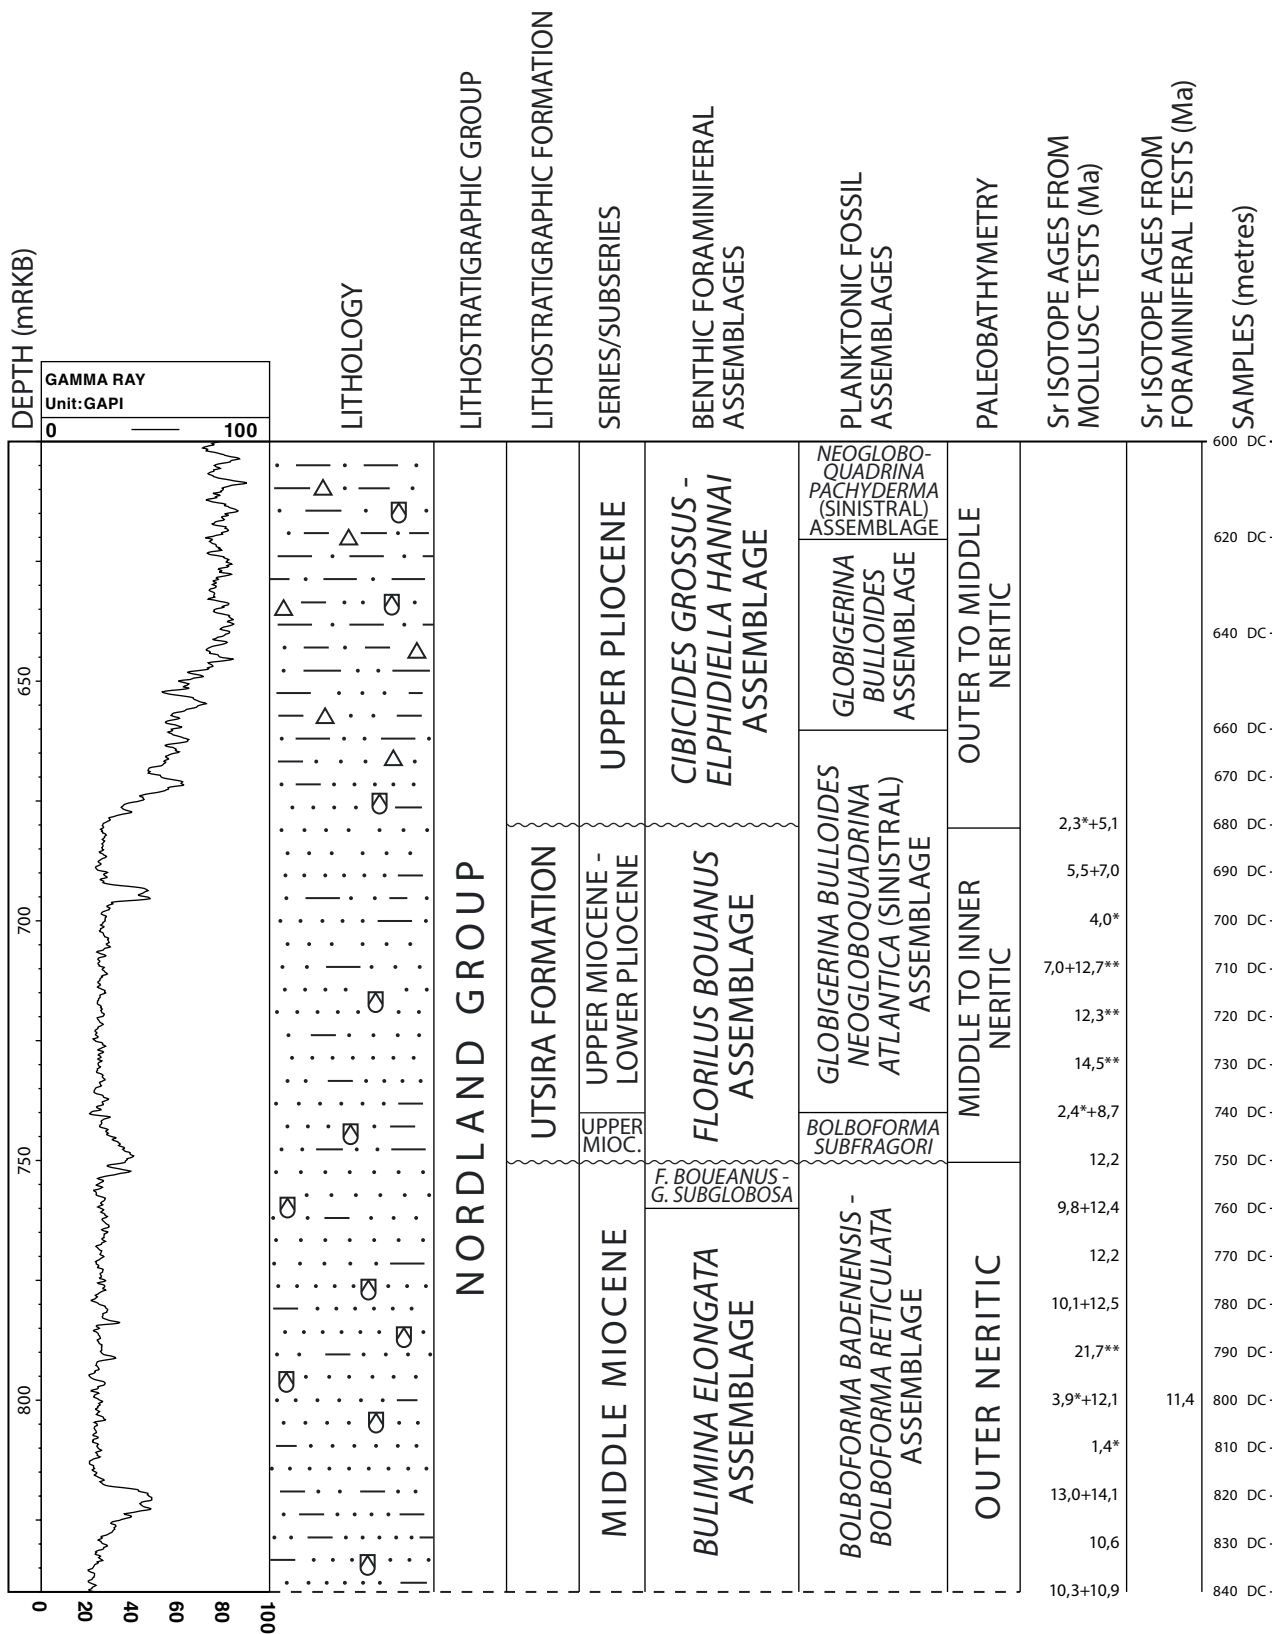 DEPTH (mRKB)
GAMMA RAY
Unit:GAPI
0 100
LITHOLOGY
LITHOSTRATIGRAPHIC GROUP
LITHOSTRATIGRAPHIC FORMATION
SERIES/SUBSERIES
BENTHIC FORAMINIFERAL
ASSEMBLAGES
PLANKTONIC FOSSIL
ASSEMBLAGES
PALEOBATHYMETRY
Sr ISOTOPE AGES FROM
MOLLUSC TESTS (Ma)
Sr ISOTOPE AGES FROM
FORAMINIFERAL TESTS (Ma)
SAMPLES (metres)
650
700
750
800
0
20
40
60
80
100
NORDLAND GROUP
UTSIRA FORMATION
UPPER PLIOCENE
UPPER MIOCENE -
LOWER PLIOCENE
UPPER
MIOC.
MIDDLE MIOCENE
CIBICIDES GROSSUS -
ELPHIDIELLA HANNAI
ASSEMBLAGE
FLORILUS BOUANUS
ASSEMBLAGE
F. BOUEANUS -
G. SUBGLOBOSA
BULIMINA ELONGATA
ASSEMBLAGE
NEOGLOBO-
QUADRINA
PACHYDERMA
(SINISTRAL)
ASSEMBLAGE
GLOBIGERINA
BULLOIDES
ASSEMBLAGE
GLOBIGERINA BULLOIDES
NEOGLOBOQUADRINA
ATLANTICA (SINISTRAL)
ASSEMBLAGE
BOLBOFORMA
SUBFRAGORI
BOLBOFORMA BADENENSIS -
BOLBOFORMA RETICULATA
ASSEMBLAGE
OUTER TO MIDDLE
NERITIC
MIDDLE TO INNER
NERITIC
OUTER NERITIC
2,3*+5,1
5,5+7,0
4,0*
7,0+12,7**
12,3**
14,5**
2,4*+8,7
12,2
9,8+12,4
12,2
10,1+12,5
21,7**
3,9*+12,1
1,4*
13,0+14,1
10,6
10,3+10,9
11,4
600 DC
620 DC
640 DC
660 DC
670 DC
680 DC
690 DC
700 DC
710 DC
720 DC
730 DC
740 DC
750 DC
760 DC
770 DC
780 DC
790 DC
800 DC
810 DC
820 DC
830 DC
840 DC